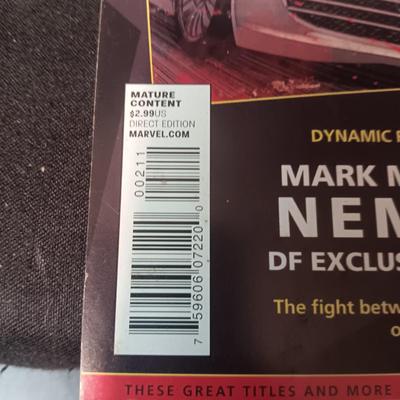 MATURE
CONTENT
$2.99US
DIRECT EDITION
MARVEL.COM
00211
7 59606 07220 0
DYNAMIC
MARK M
NEM
DF EXCLUS
The fight betw
THESE GREAT TITLES AND MORE